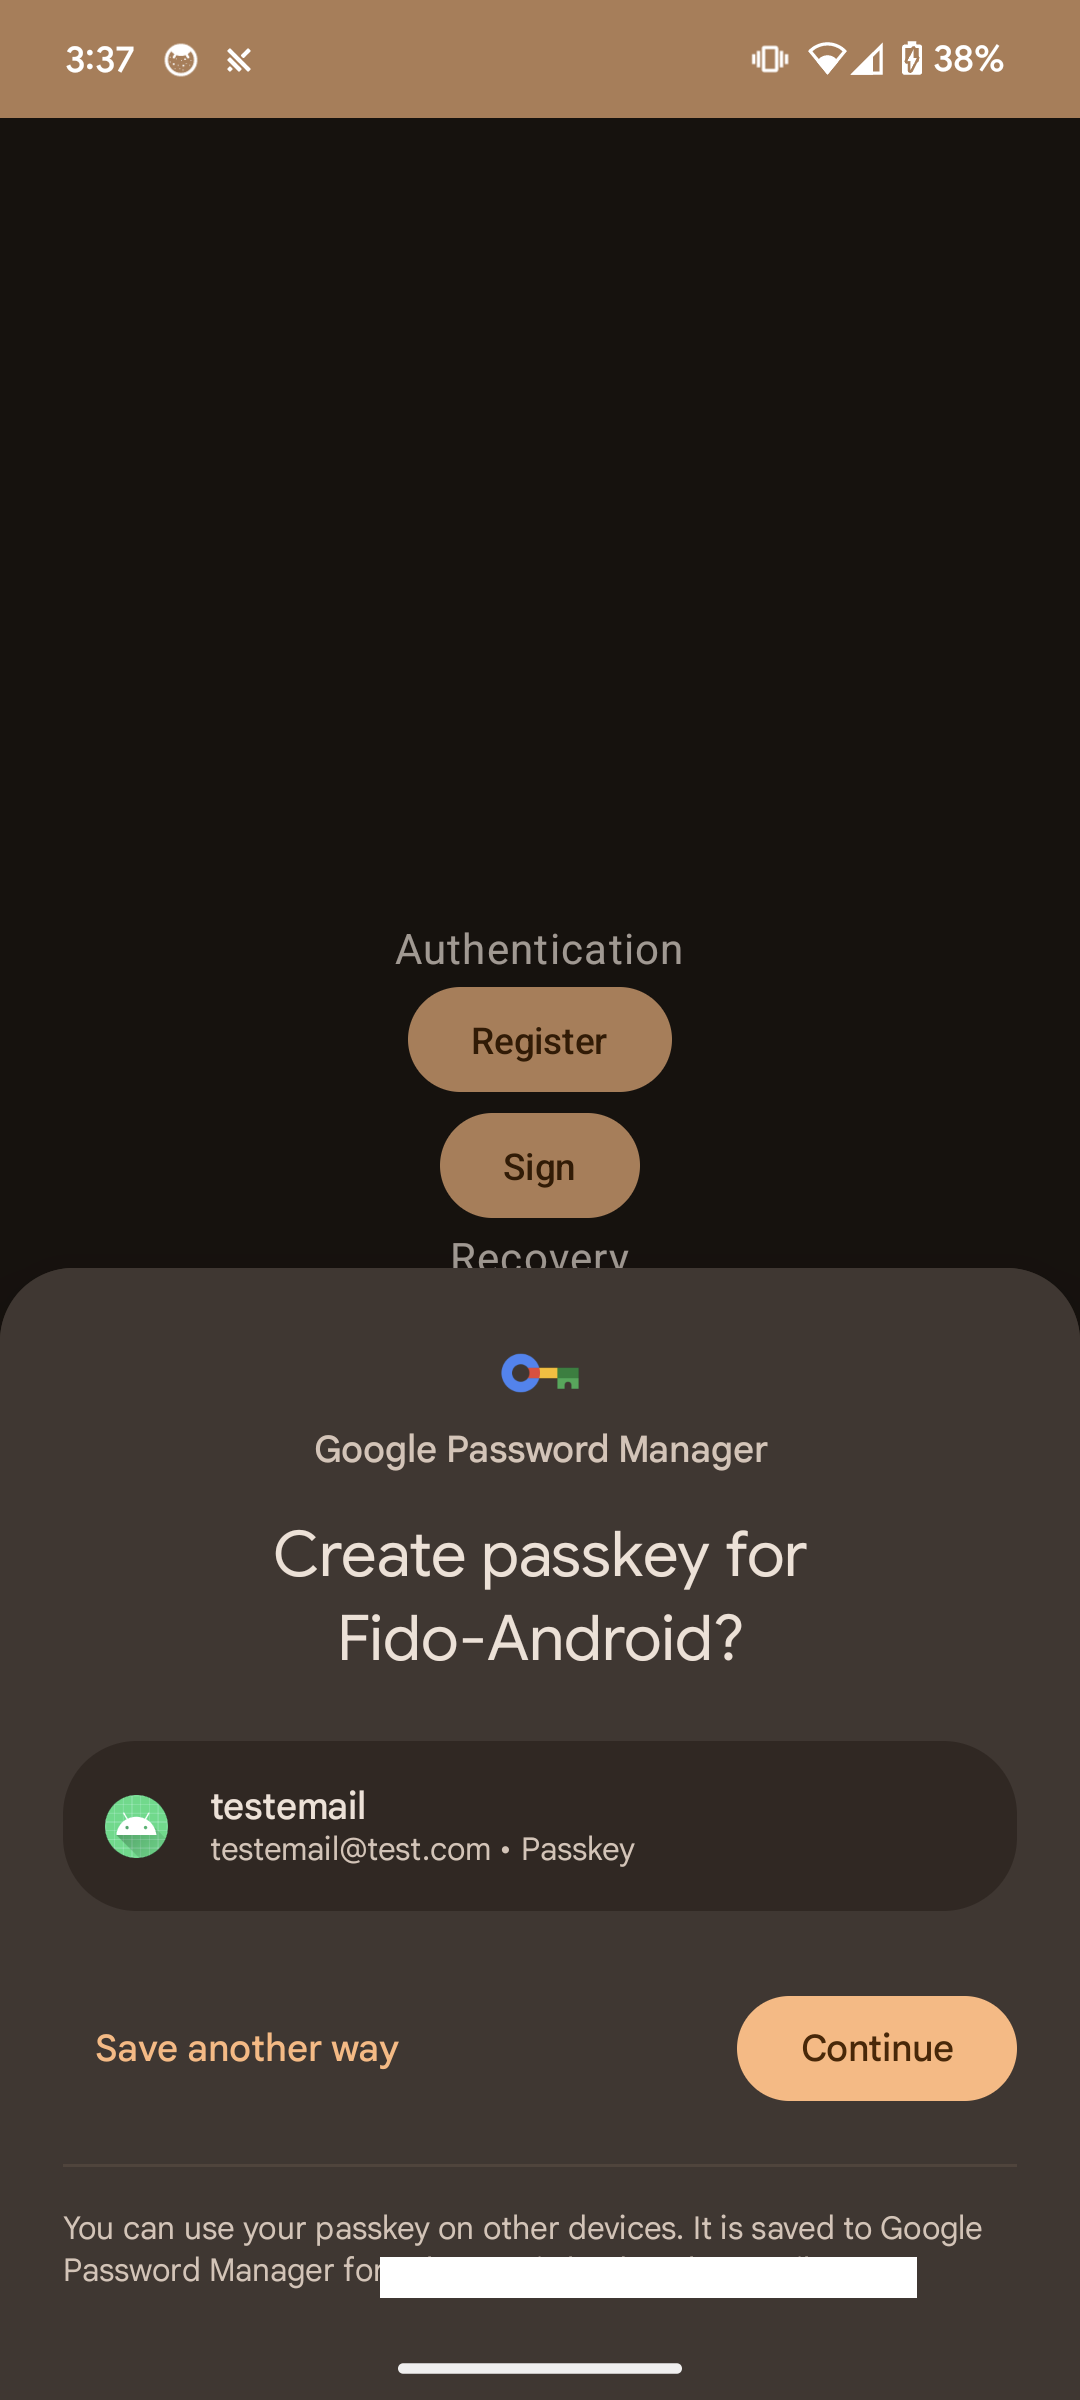 3:37
38%
Authentication
Register
Sign
Recovery
Google Password Manager
Create passkey for
Fido-Android?
testemail
testemail@test.com • Passkey
Save another way
Continue
You can use your passkey on other devices. It is saved to Google
Password Manager for